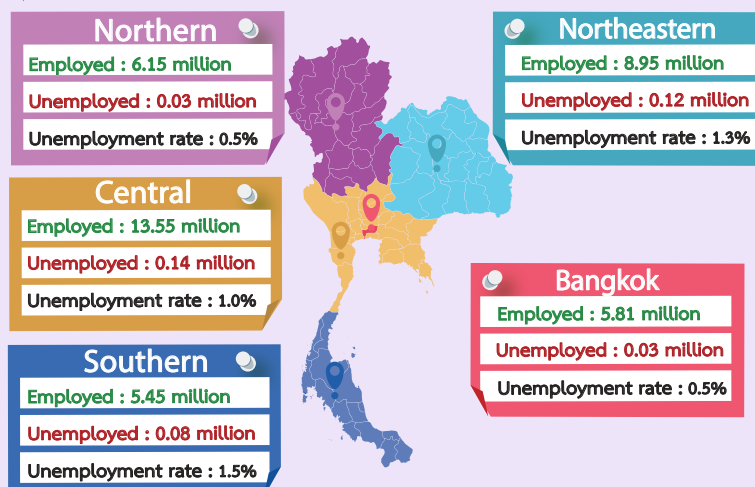 Northern
Employed : 6.15 million
Unemployed : 0.03 million
Unemployment rate : 0.5%
Northeastern
Employed : 8.95 million
Unemployed : 0.12 million
Unemployment rate : 1.3%
Central
Employed : 13.55 million
Unemployed : 0.14 million
Unemployment rate : 1.0%
Bangkok
Employed : 5.81 million
Unemployed : 0.03 million
Unemployment rate : 0.5%
Southern
Employed : 5.45 million
Unemployed : 0.08 million
Unemployment rate : 1.5%